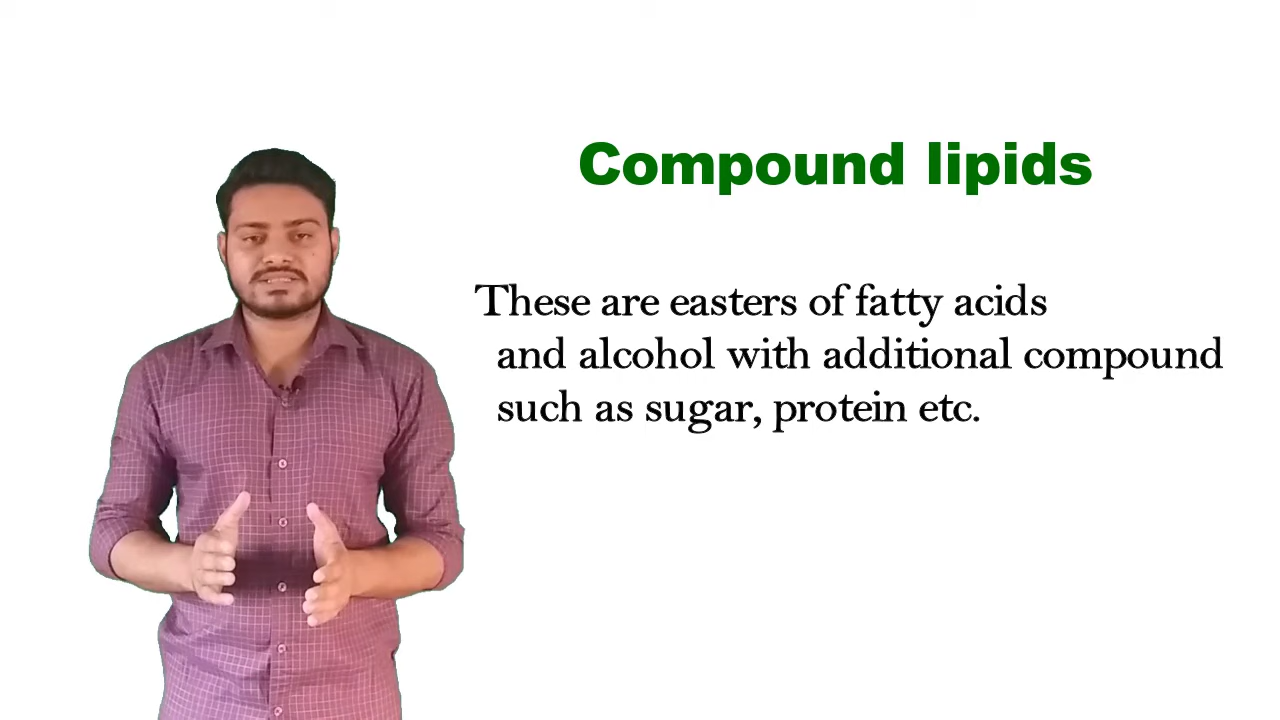 Compound lipids
These are easters of fatty acids
and alcohol with additional compound
such as sugar, protein etc.